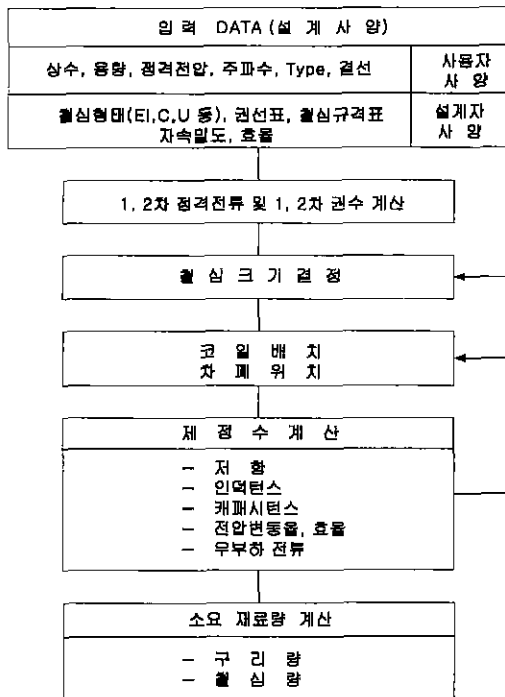 입 력 DATA (설 계 사 양)
상수, 용량, 정격전압, 주파수, Type, 결선
사용자
사 양
철심형태(EI,C,U 등), 권선표, 철심규격표
자속밀도, 효율
설계자
사 양
1, 2차 정격전류 및 1, 2차 권수 계산
철 심 크 기 결 정
코 일 배 치
차 폐 위 치
제 정 수 계 산
- 저 항
- 인덕턴스
- 캐패시턴스
- 전압변동율, 효율
- 우부하 전류
소요 재료량 계산
- 구 리 량
- 철 심 량